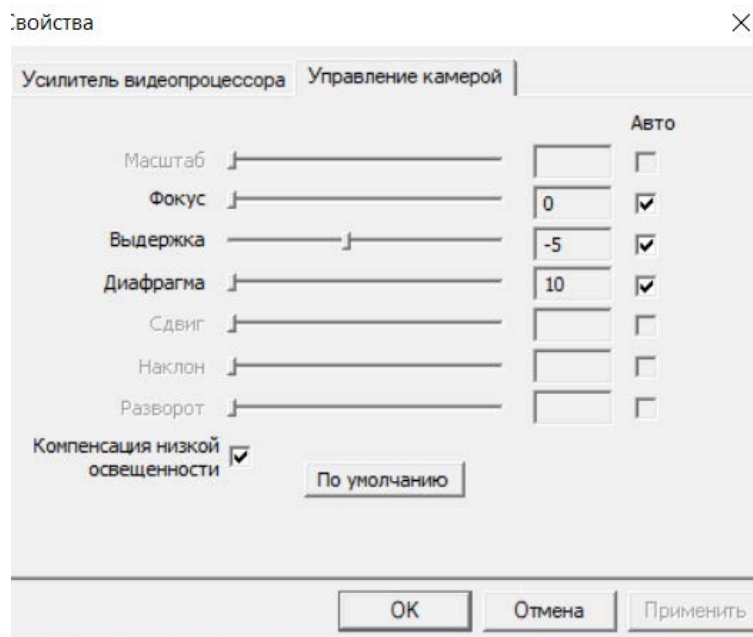 Свойства
Усилитель видеопроцессора Управление камерой
Авто
Масштаб
Фокус 0
Выдержка -5
Диафрагма 10
Сдвиг
Наклон
Разворот
Компенсация низкой
освещенности
По умолчанию
OK Отмена Применить